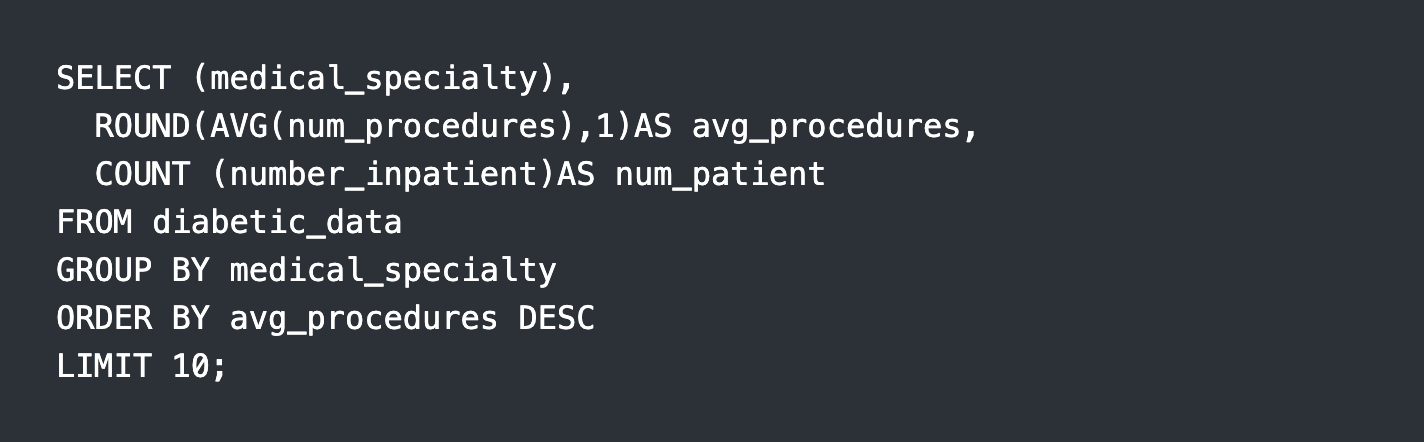 SELECT (medical_specialty),
  ROUND(AVG(num_procedures),1)AS avg_procedures,
  COUNT (number_inpatient)AS num_patient
FROM diabetic_data
GROUP BY medical_specialty
ORDER BY avg_procedures DESC
LIMIT 10;